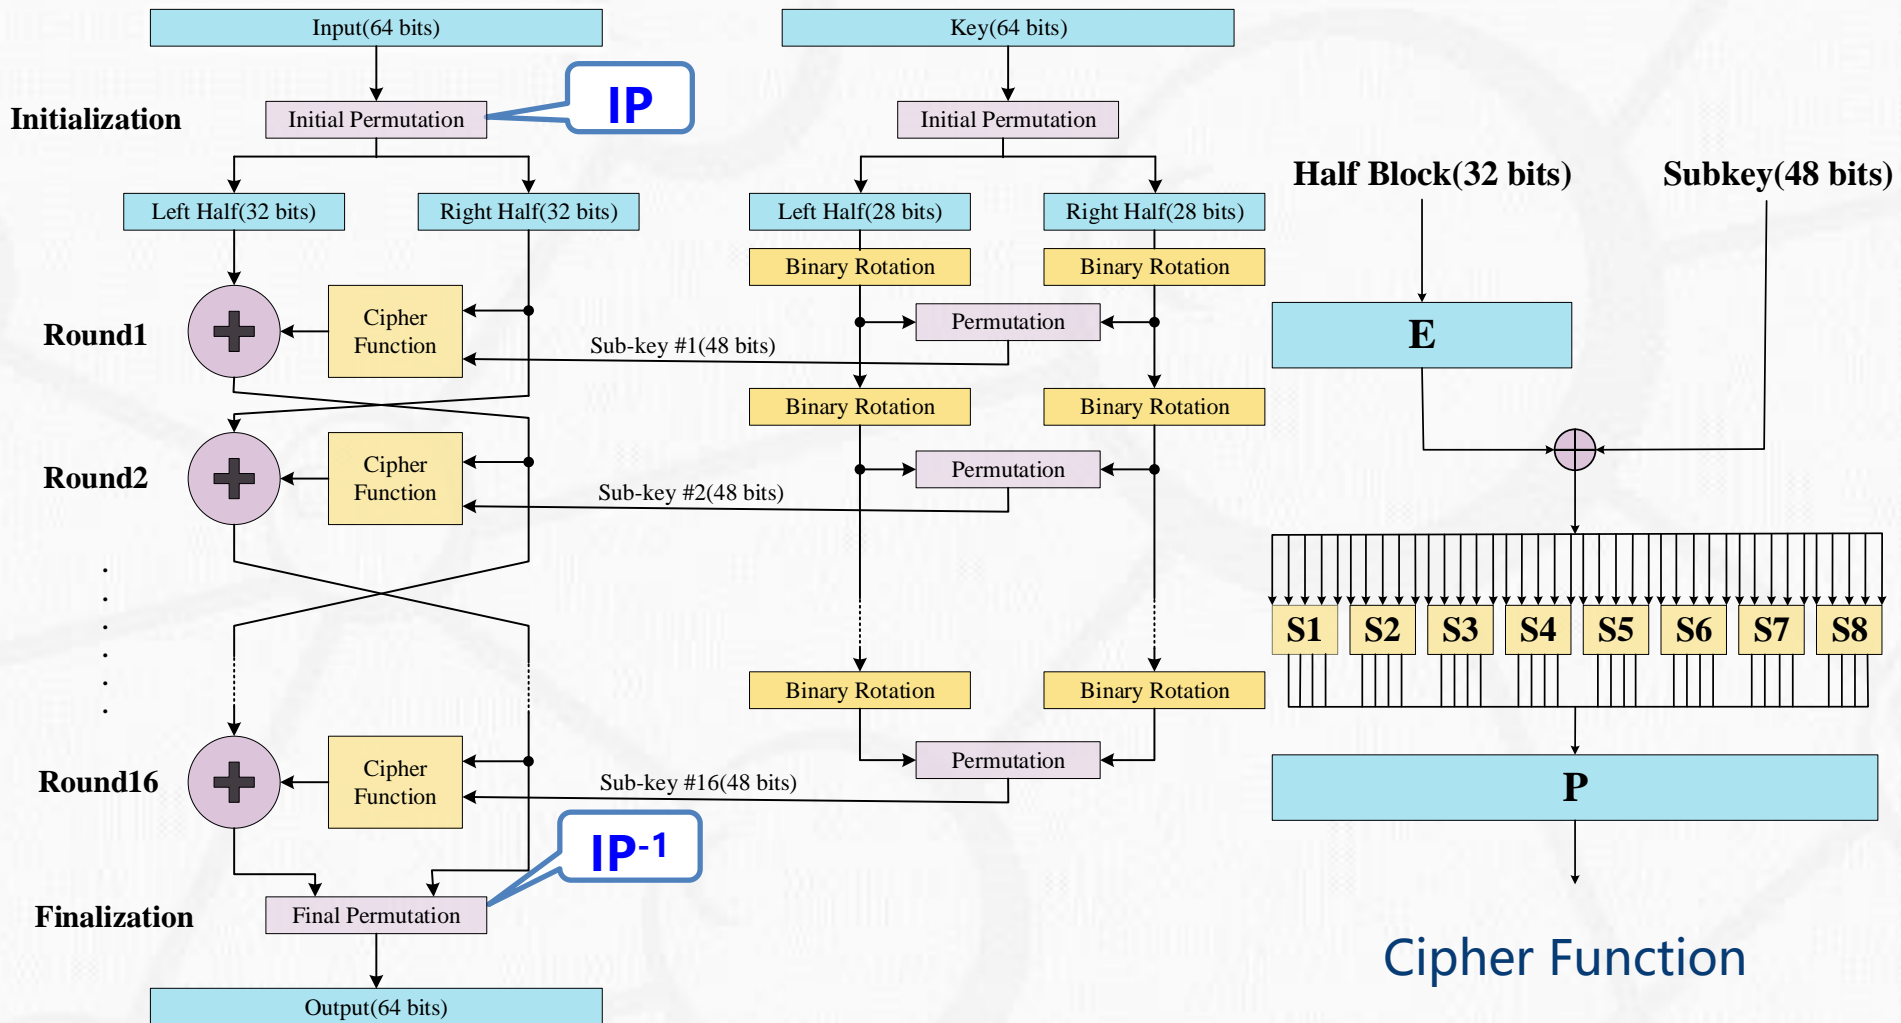 Input(64 bits)
Key(64 bits)
IP
Initialization
Initial Permutation
Initial Permutation
Half Block(32 bits)
Subkey(48 bits)
Left Half(32 bits)
Right Half(32 bits)
Left Half(28 bits)
Right Half(28 bits)
Binary Rotation
Binary Rotation
Round1
Cipher
Function
Permutation
E
Sub-key #1(48 bits)
Binary Rotation
Binary Rotation
Round2
Cipher
Function
Permutation
Sub-key #2(48 bits)
S1
S2
S3
S4
S5
S6
S7
S8
Binary Rotation
Binary Rotation
Round16
Cipher
Function
Permutation
Sub-key #16(48 bits)
P
IP-1
Finalization
Final Permutation
Cipher Function
Output(64 bits)